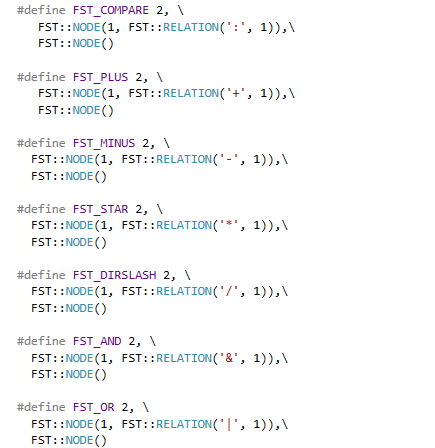 #define FST_COMPARE 2, \
FST::NODE(1, FST::RELATION(':', 1)),\
FST::NODE()
#define FST_PLUS 2, \
FST::NODE(1, FST::RELATION('+', 1)),\
FST::NODE()
#define FST_MINUS 2, \
FST::NODE(1, FST::RELATION('-', 1)),\
FST::NODE()
#define FST_STAR 2, \
FST::NODE(1, FST::RELATION('*', 1)),\
FST::NODE()
#define FST_DIRSLASH 2, \
FST::NODE(1, FST::RELATION('/', 1)),\
FST::NODE()
#define FST_AND 2, \
FST::NODE(1, FST::RELATION('&', 1)),\
FST::NODE()
#define FST_OR 2, \
FST::NODE(1, FST::RELATION('|', 1)),\
FST::NODE()